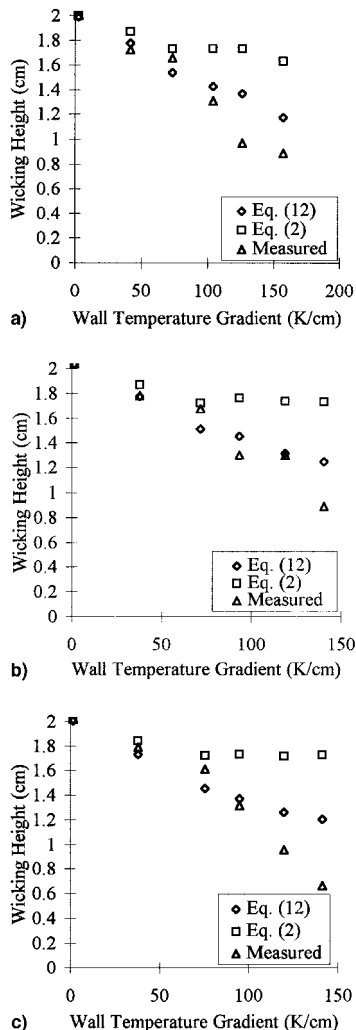 2
1.8
1.6
1.4
1.2
1
0.8
0.6
0.4
0.2
0
Wicking Height (cm)
Eq. (12)
Eq. (2)
Measured
0 50 100 150 200
a) Wall Temperature Gradient (K/cm)
2
1.8
1.6
1.4
1.2
1
0.8
0.6
0.4
0.2
0
Wicking Height (cm)
Eq. (12)
Eq. (2)
Measured
0 50 100 150
b) Wall Temperature Gradient (K/cm)
2
1.8
1.6
1.4
1.2
1
0.8
0.6
0.4
0.2
0
Wicking Height (cm)
Eq. (12)
Eq. (2)
Measured
0 50 100 150
c) Wall Temperature Gradient (K/cm)